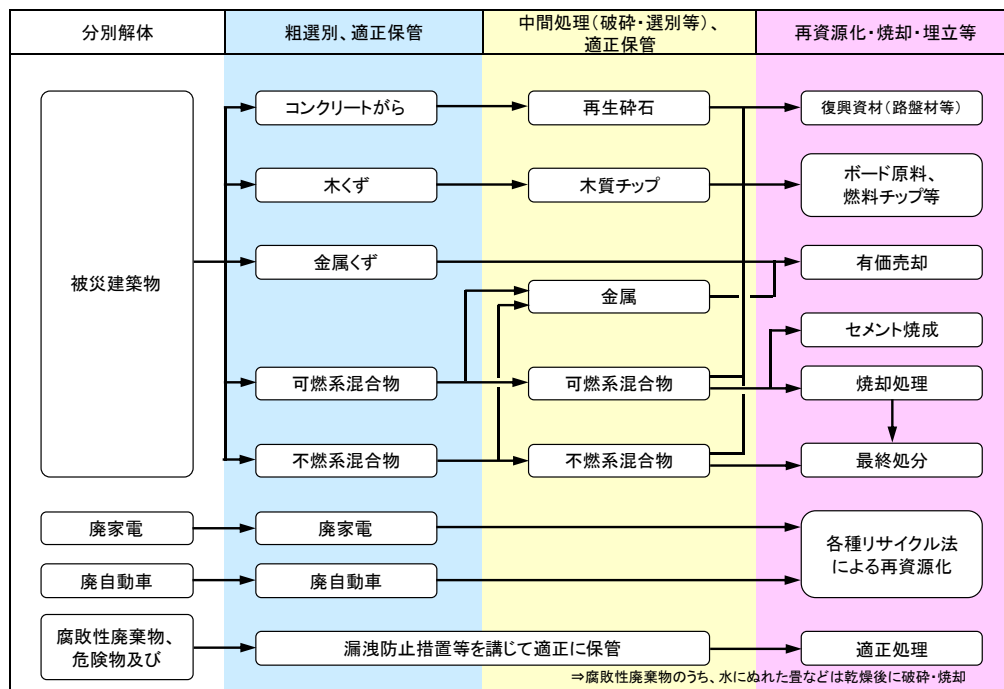 分別解体
粗選別、適正保管
中間処理(破砕・選別等)、
適正保管
再資源化・焼却・埋立等
被災建築物
コンクリートがら
再生砕石
復興資材(路盤材等)
木くず
木質チップ
ボード原料、
燃料チップ等
金属くず
有価売却
金属
セメント焼成
可燃系混合物
可燃系混合物
焼却処理
不燃系混合物
不燃系混合物
最終処分
廃家電
廃家電
各種リサイクル法
による再資源化
廃自動車
廃自動車
腐敗性廃棄物、
危険物及び
漏洩防止措置等を講じて適正に保管
適正処理
⇒腐敗性廃棄物のうち、水にぬれた畳などは乾燥後に破砕・焼却